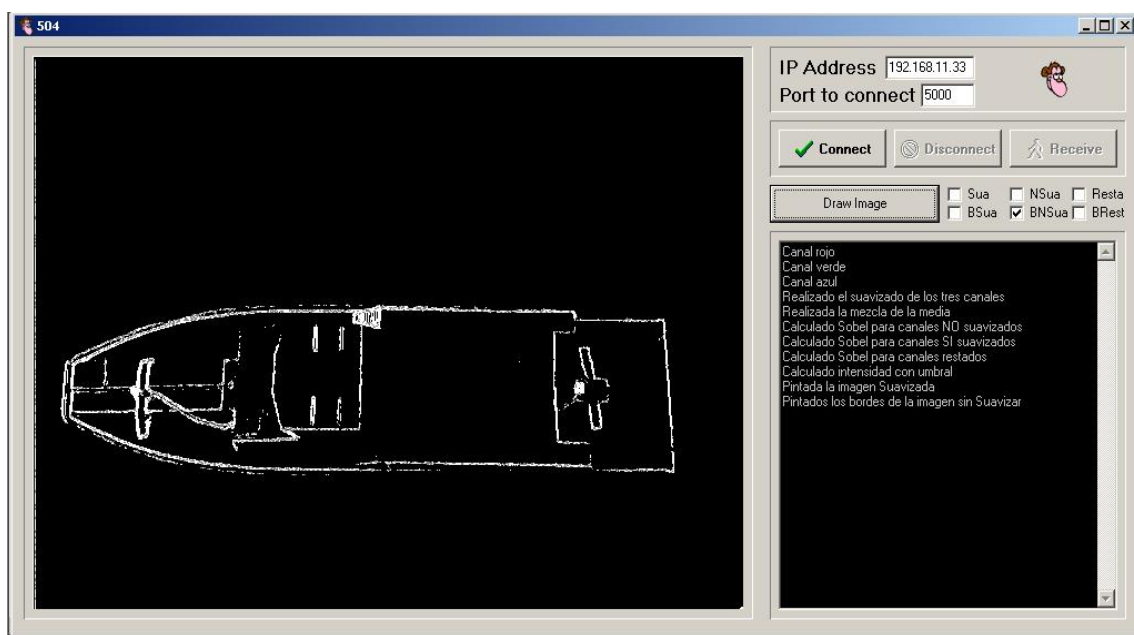 504
IP Address 192.168.11.33
Port to connect 5000
Connect Disconnect Receive
Draw Image
Sua NSua Resta
BSua BNSua BRest
Canal rojo
Canal verde
Canal azul
Realizado el suavizado de los tres canales
Realizada la mezcla de la media
Calculado Sobel para canales NO suavizados
Calculado Sobel para canales SI suavizados
Calculado Sobel para canales restados
Calculado intensidad con umbral
Pintada la imagen Suavizada
Pintados los bordes de la imagen sin Suavizar